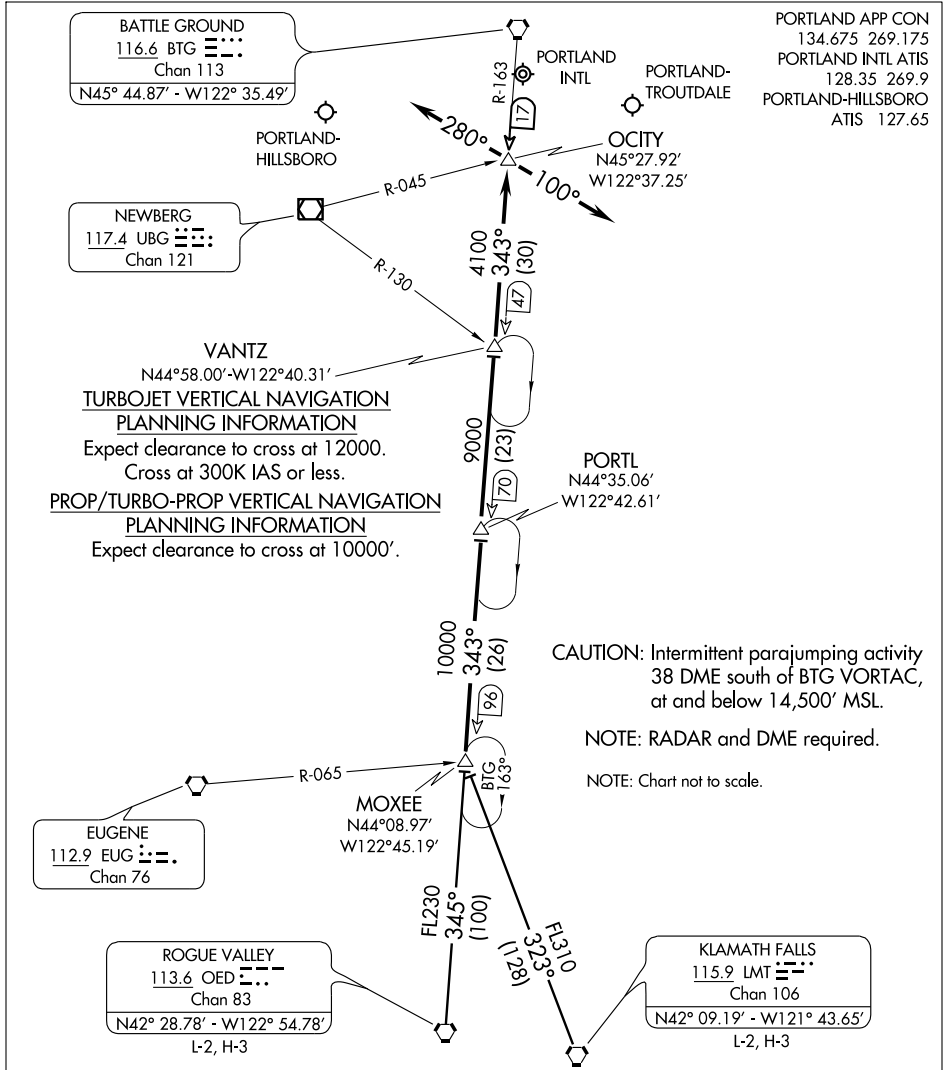 BATTLE GROUND
116.6 BTG
Chan 113
N45° 44.87' - W122° 35.49'
PORTLAND APP CON
134.675 269.175
PORTLAND INTL ATIS
128.35 269.9
PORTLAND-HILLSBORO
ATIS 127.65
R-163
PORTLAND
INTL
PORTLAND-
TROUTDALE
17
PORTLAND-
HILLSBORO
280°
100°
OCITY
N45°27.92'
W122°37.25'
R-045
NEWBERG
117.4 UBG
Chan 121
R-130
4100
343°
(30)
47
VANTZ
N44°58.00'-W122°40.31'
TURBOJET VERTICAL NAVIGATION
PLANNING INFORMATION
Expect clearance to cross at 12000.
Cross at 300K IAS or less.
PROP/TURBO-PROP VERTICAL NAVIGATION
PLANNING INFORMATION
Expect clearance to cross at 10000'.
9000
(23)
70
PORTL
N44°35.06'
W122°42.61'
10000
343°
(26)
96
CAUTION: Intermittent parajumping activity
38 DME south of BTG VORTAC,
at and below 14,500' MSL.
NOTE: RADAR and DME required.
NOTE: Chart not to scale.
R-065
BTG
163°
MOXEE
N44°08.97'
W122°45.19'
EUGENE
112.9 EUG
Chan 76
FL230
345°
(100)
FL310
323°
(128)
ROGUE VALLEY
113.6 OED
Chan 83
N42° 28.78' - W122° 54.78'
L-2, H-3
KLAMATH FALLS
115.9 LMT
Chan 106
N42° 09.19' - W121° 43.65'
L-2, H-3